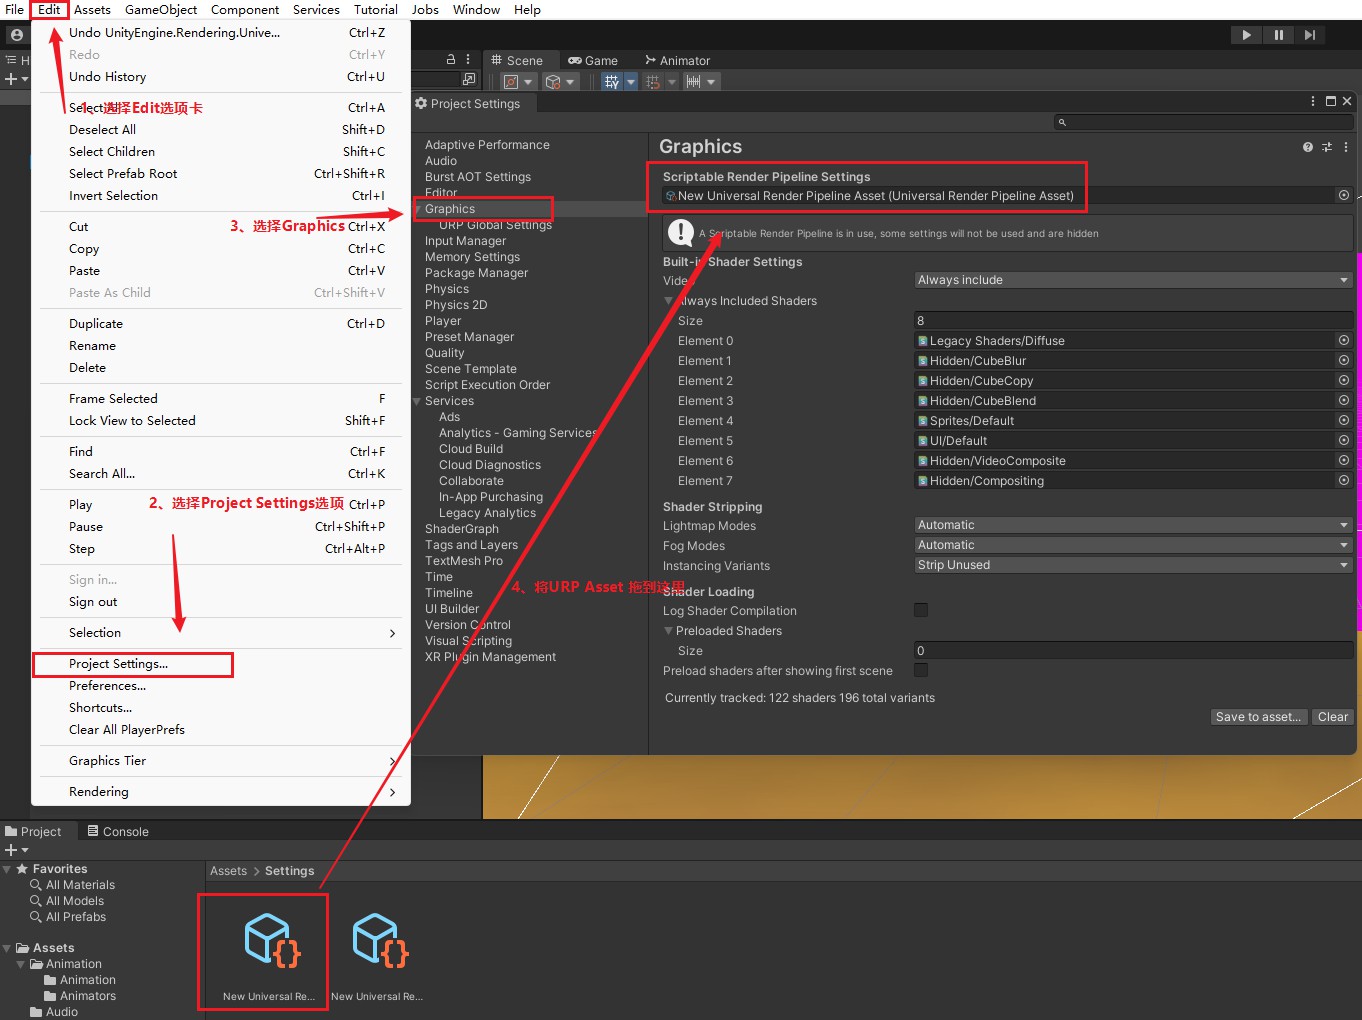 File Edit Assets GameObject Component Services Tutorial Jobs Window Help
Undo UnityEngine.Rendering.Unive... Ctrl+Z
Redo Ctrl+Y
Undo History Ctrl+U
Select All Ctrl+A
1、选择Edit选项卡
Deselect All Shift+D
Select Children Shift+C
Select Prefab Root Ctrl+Shift+R
Invert Selection Ctrl+I
Cut Ctrl+X
3、选择Graphics
Copy Ctrl+C
Paste Ctrl+V
Paste As Child Ctrl+Shift+V
Duplicate Ctrl+D
Rename
Delete
Frame Selected F
Lock View to Selected Shift+F
Find Ctrl+F
Search All... Ctrl+K
Play Ctrl+P
2、选择Project Settings选项
Pause Ctrl+Shift+P
Step Ctrl+Alt+P
Sign in...
Sign out
Selection
Project Settings...
Preferences...
Shortcuts...
Clear All PlayerPrefs
Graphics Tier
Rendering
H
Scene Game Animator
Project Settings
Adaptive Performance
Audio
Burst AOT Settings
Editor
Graphics
URP Global Settings
Input Manager
Memory Settings
Package Manager
Physics
Physics 2D
Player
Preset Manager
Quality
Scene Template
Script Execution Order
Services
Ads
Analytics - Gaming Services
Cloud Build
Cloud Diagnostics
Collaborate
In-App Purchasing
Legacy Analytics
ShaderGraph
Tags and Layers
TextMesh Pro
Time
Timeline
UI Builder
Version Control
Visual Scripting
XR Plugin Management
4、将URP Asset 拖到这里
Graphics
Scriptable Render Pipeline Settings
New Universal Render Pipeline Asset (Universal Render Pipeline Asset)
A Scriptable Render Pipeline is in use, some settings will not be used and are hidden
Built-in Shader Settings
Video Always include
Always Included Shaders
Size 8
Element 0 Legacy Shaders/Diffuse
Element 1 Hidden/CubeBlur
Element 2 Hidden/CubeCopy
Element 3 Hidden/CubeBlend
Element 4 Sprites/Default
Element 5 UI/Default
Element 6 Hidden/VideoComposite
Element 7 Hidden/Compositing
Shader Stripping
Lightmap Modes Automatic
Fog Modes Automatic
Instancing Variants Strip Unused
Shader Loading
Log Shader Compilation
Preloaded Shaders
Size 0
Preload shaders after showing first scene
Currently tracked: 122 shaders 196 total variants
Save to asset... Clear
Project Console
Favorites
All Materials
All Models
All Prefabs
Assets
Animation
Animation
Animators
Audio
Assets > Settings
New Universal Re... New Universal Re...